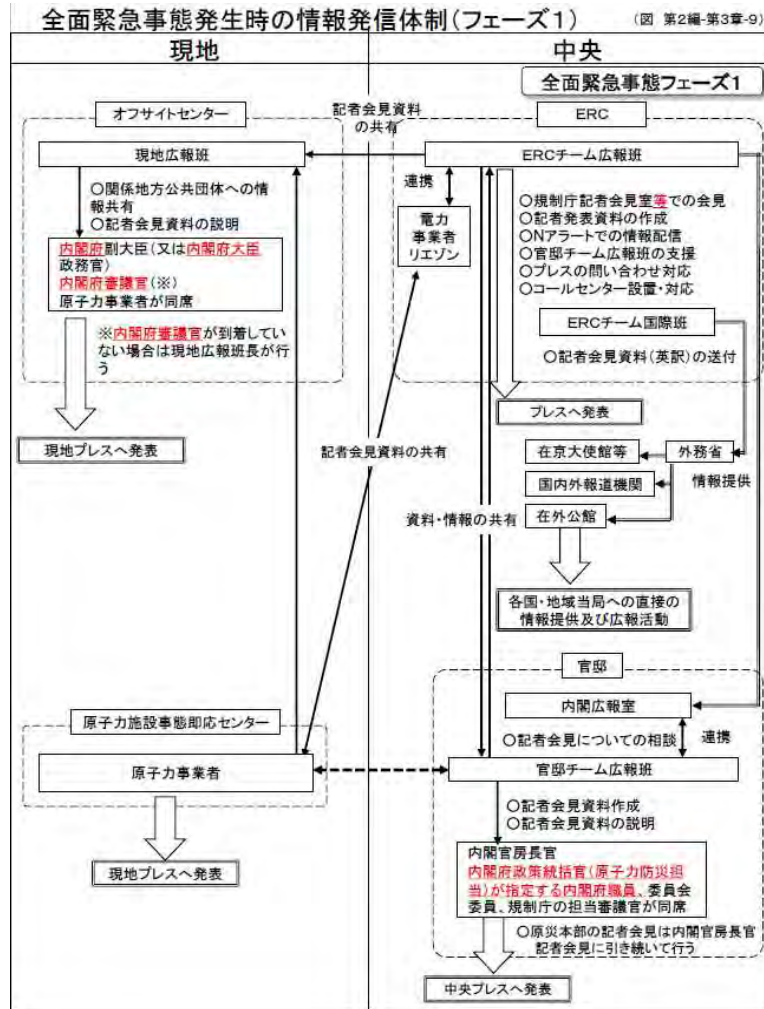 全面緊急事態発生時の情報発信体制(フェーズ1)
(図 第2編-第3章-9)
現地
中央
全面緊急事態フェーズ1
オフサイトセンター
記者会見資料
の共有
ERC
現地広報班
ERCチーム広報班
○関係地方公共団体への情
報共有
○記者会見資料の説明
連携
電力
事業者
リエゾン
○規制庁記者会見室等での会見
○記者発表資料の作成
○Nアラートでの情報配信
○官邸チーム広報班の支援
○プレスの問い合わせ対応
○コールセンター設置・対応
内閣府副大臣(又は内閣府大臣
政務官)
内閣府審議官(※)
原子力事業者が同席
ERCチーム国際班
※内閣府審議官が到着してい
ない場合は現地広報班長が行
う
○記者会見資料(英訳)の送付
プレスへ発表
現地プレスへ発表
記者会見資料の共有
在京大使館等
外務省
国内外報道機関
情報提供
資料・情報の共有
在外公館
各国・地域当局への直接の
情報提供及び広報活動
官邸
内閣広報室
原子力施設事態即応センター
○記者会見についての相談
連携
原子力事業者
官邸チーム広報班
○記者会見資料作成
○記者会見資料の説明
現地プレスへ発表
内閣官房長官
内閣府政策統括官(原子力防災担
当)が指定する内閣府職員、委員会
委員、規制庁の担当審議官が同席
○原災本部の記者会見は内閣官房長官
記者会見に引き続いて行う
中央プレスへ発表